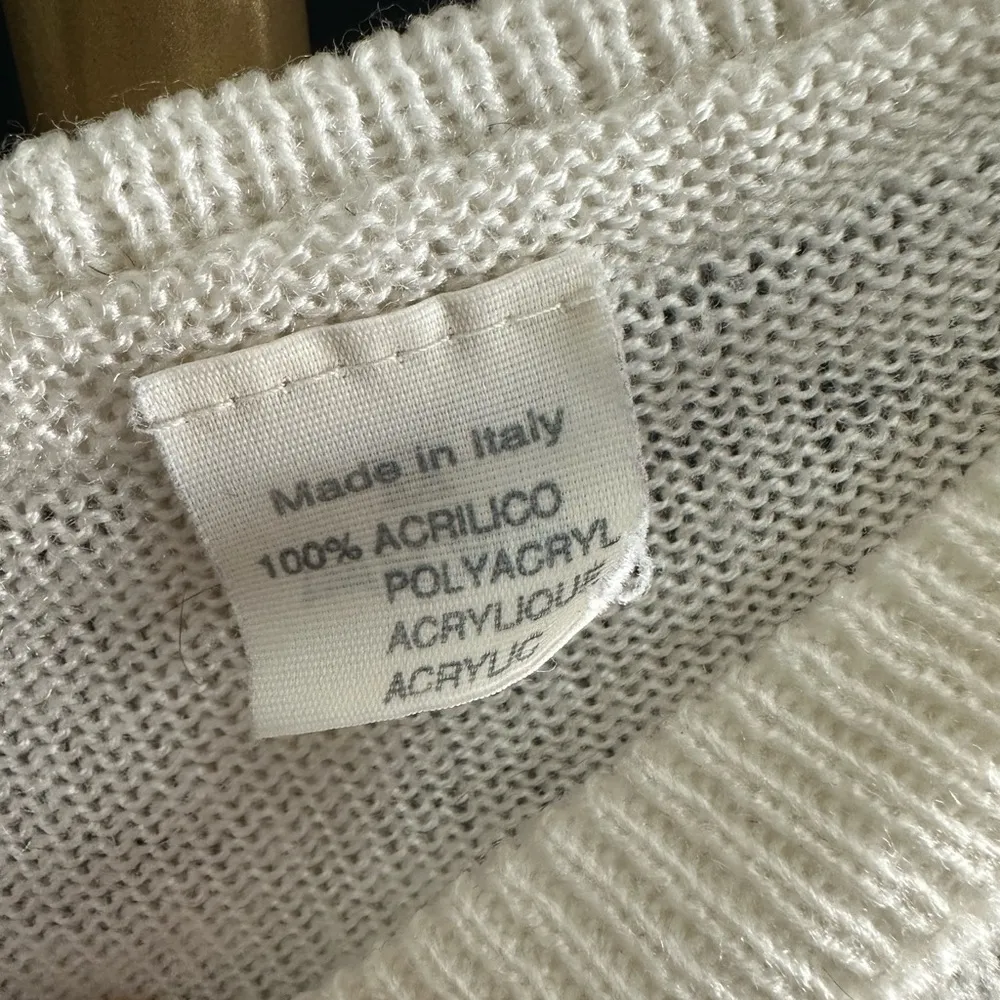 Made in Italy
100% ACRILICO
POLYACRYL
ACRYLIQUE
ACRYLIC